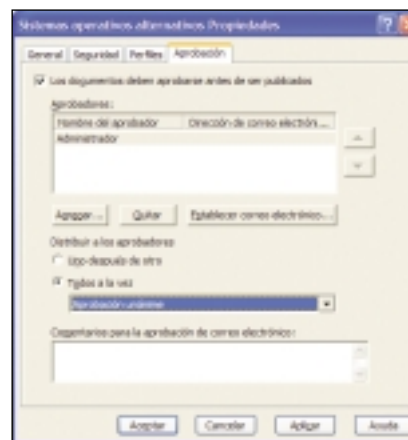 Sistemas operativos alternativos Propiedades
General Seguridad Perfiles Aprobación
Los documentos deben aprobarse antes de ser publicados
Aprobadores:
Nombre del aprobador Dirección de correo electrón...
Administrador
Agregar... Quitar Establecer correo electrónico...
Distribuir a los aprobadores
Uno después de otro
Todos a la vez
Aprobación unánime
Comentarios para la aprobación de correo electrónico:
Aceptar Cancelar Aplicar Ayuda